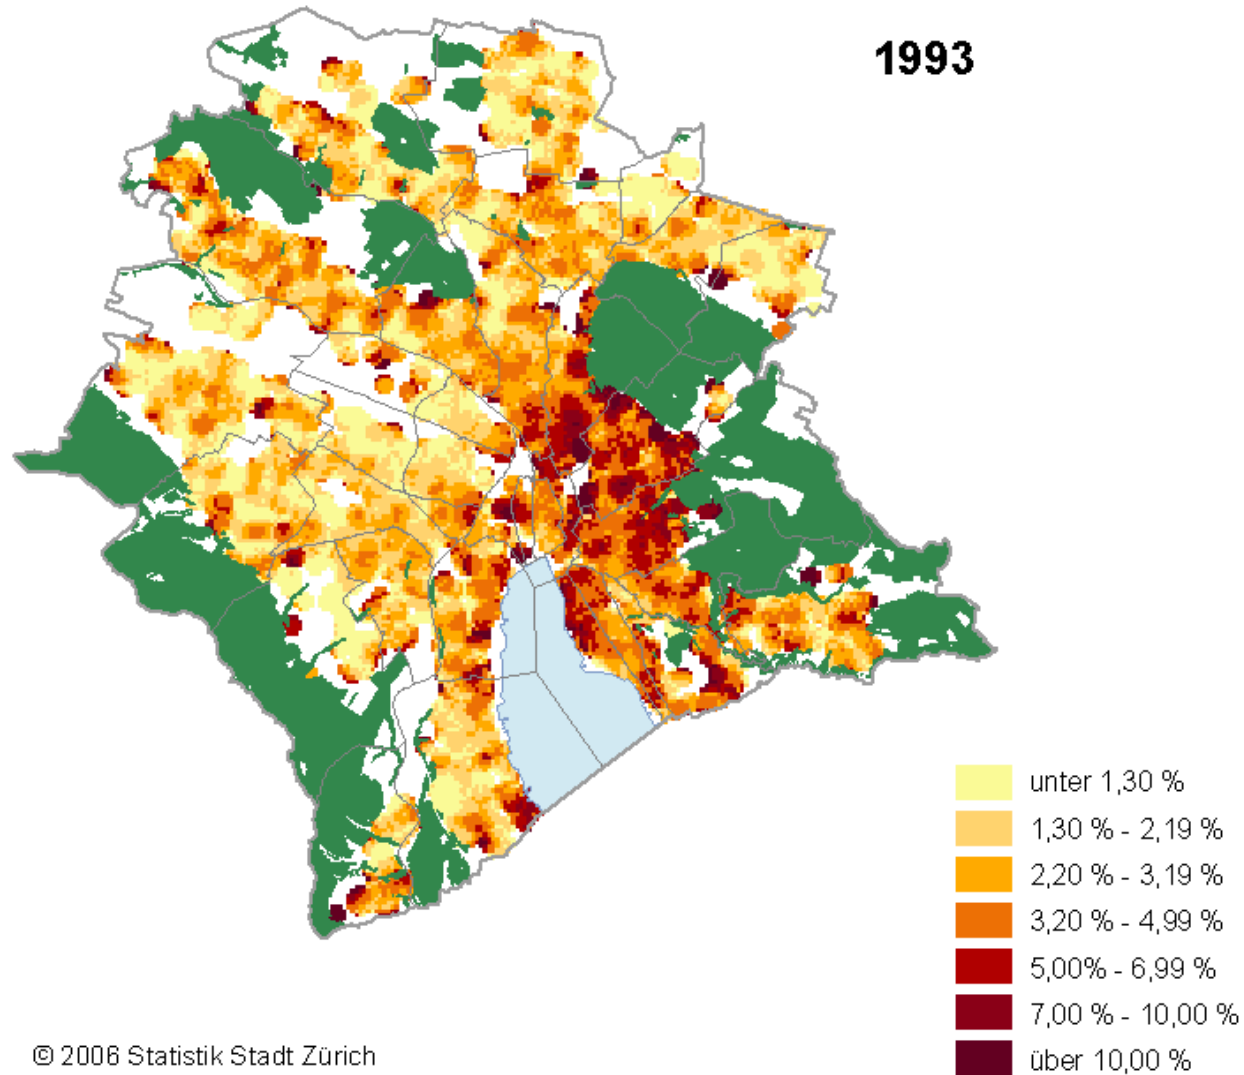 1993
unter 1,30 %
1,30 % - 2,19 %
2,20 % - 3,19 %
3,20 % - 4,99 %
5,00% - 6,99 %
7,00 % - 10,00 %
über 10,00 %
© 2006 Statistik Stadt Zürich